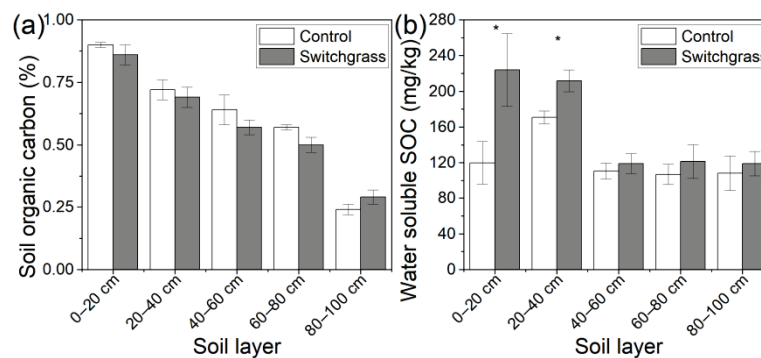 (a)
Control
Switchgrass
Soil organic carbon (%)
1.00
0.75
0.50
0.25
0.00
0–20 cm
20–40 cm
40–60 cm
60–80 cm
80–100 cm
Soil layer
(b)
Control
Switchgrass
Water soluble SOC (mg/kg)
280
240
200
160
120
80
40
0
*
*
0–20 cm
20–40 cm
40–60 cm
60–80 cm
80–100 cm
Soil layer